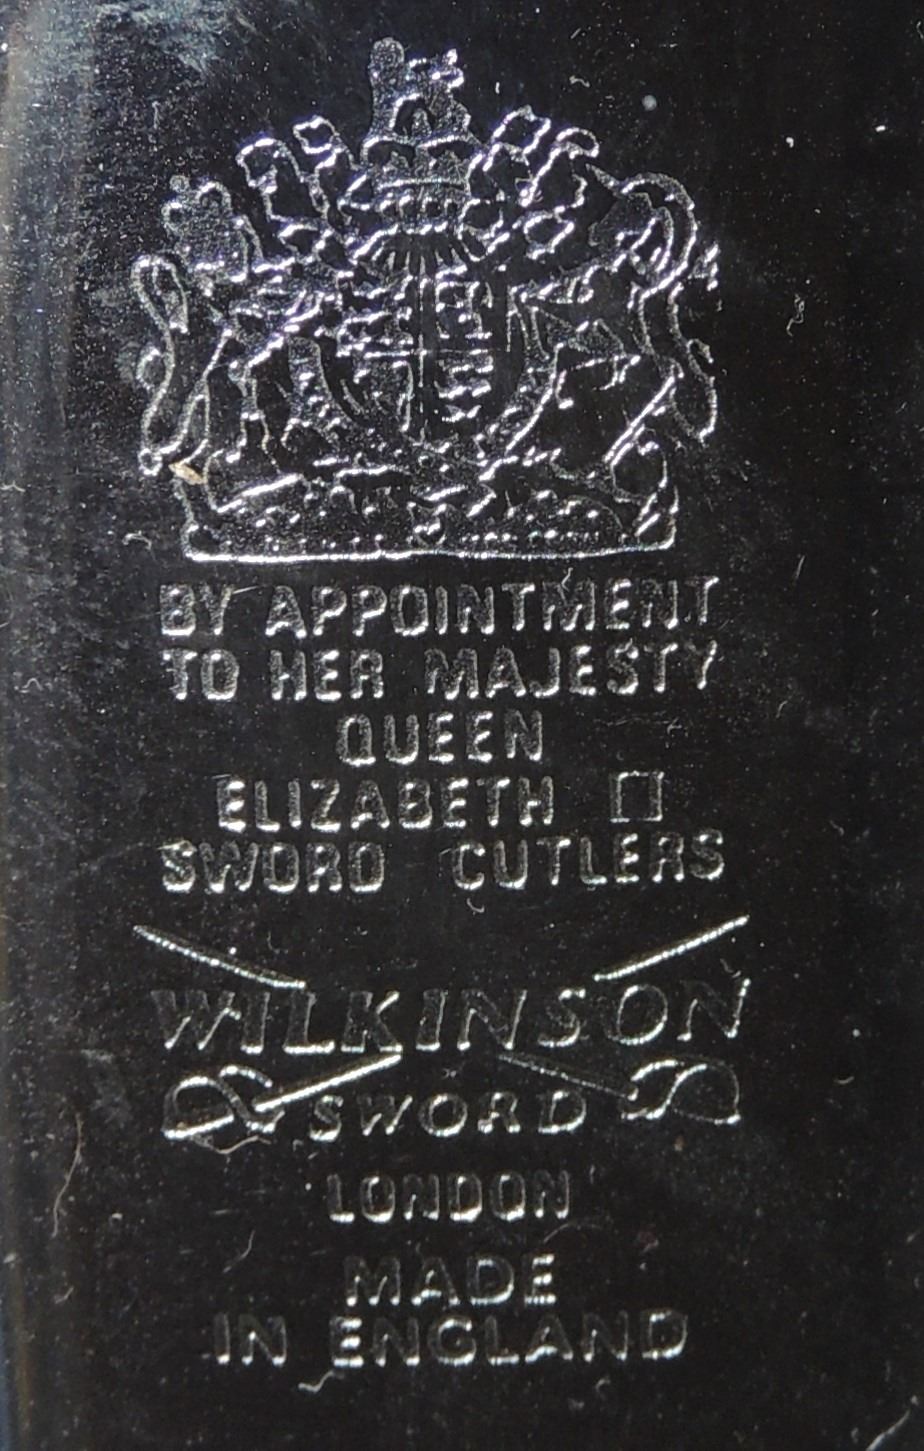 BY APPOINTMENT
TO HER MAJESTY
QUEEN
ELIZABETH II
SWORD CUTLERS
WILKINSON
SWORD
LONDON
MADE
IN ENGLAND